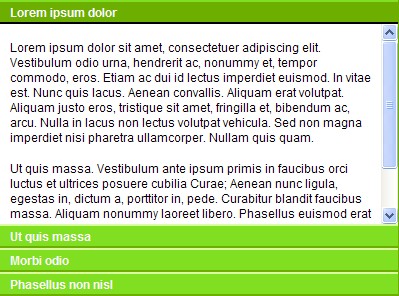 Lorem ipsum dolor
Lorem ipsum dolor sit amet, consectetuer adipiscing elit.
Vestibulum odio urna, hendrerit ac, nonummy et, tempor
commodo, eros. Etiam ac dui id lectus imperdiet euismod. In vitae
est. Nunc quis lacus. Aenean convallis. Aliquam erat volutpat.
Aliquam justo eros, tristique sit amet, fringilla et, bibendum ac,
arcu. Nulla in lacus non lectus volutpat vehicula. Sed non magna
imperdiet nisi pharetra ullamcorper. Nullam quis quam.
Ut quis massa. Vestibulum ante ipsum primis in faucibus orci
luctus et ultrices posuere cubilia Curae; Aenean nunc ligula,
egestas in, dictum a, porttitor in, pede. Curabitur blandit faucibus
massa. Aliquam nonummy laoreet libero. Phasellus euismod erat
Ut quis massa
Morbi odio
Phasellus non nisl